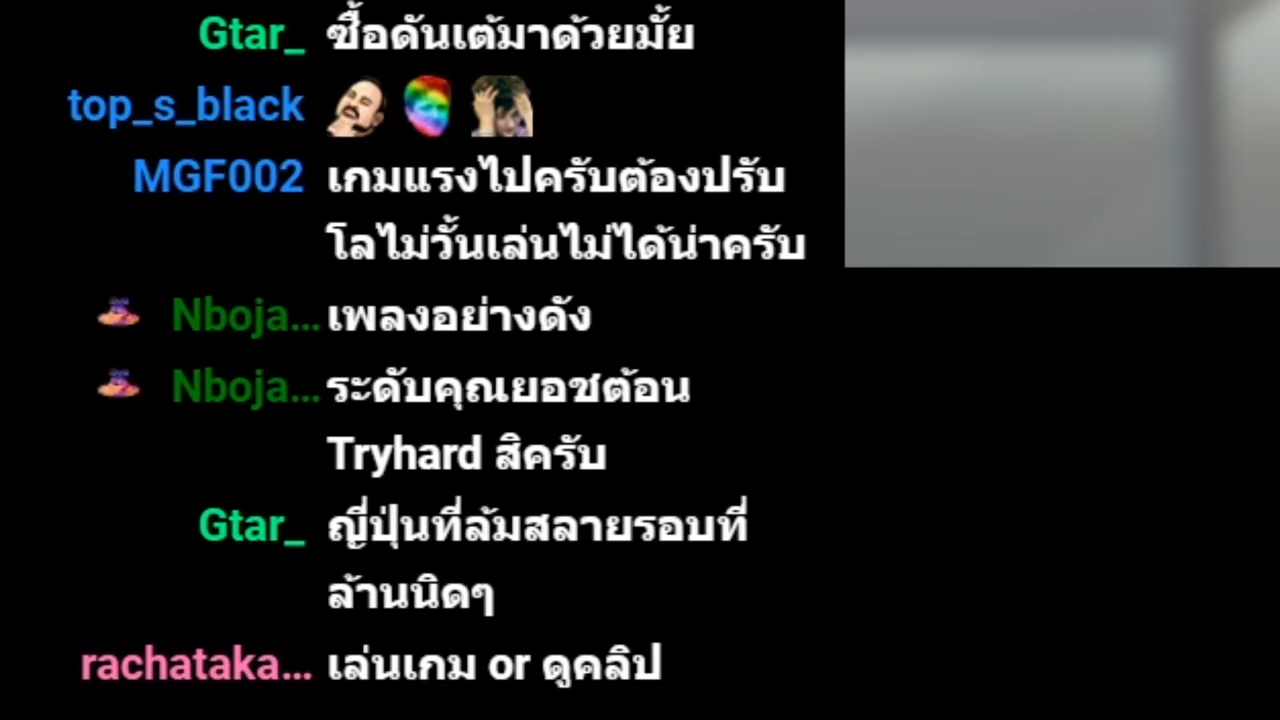 Gtar_ ซื้อดันเต้มาด้วยมั้ย
top_s_black
MGF002 เกมแรงไปครับต้องปรับ
โลไม่วั้นเล่นไม่ได้น่าครับ
Nboja... เพลงอย่างดัง
Nboja... ระดับคุณยอชต้อน
Tryhard สิครับ
Gtar_ ญี่ปุ่นที่ล้มสลายรอบที่
ล้านนิดๆ
rachataka... เล่นเกม or ดูคลิป